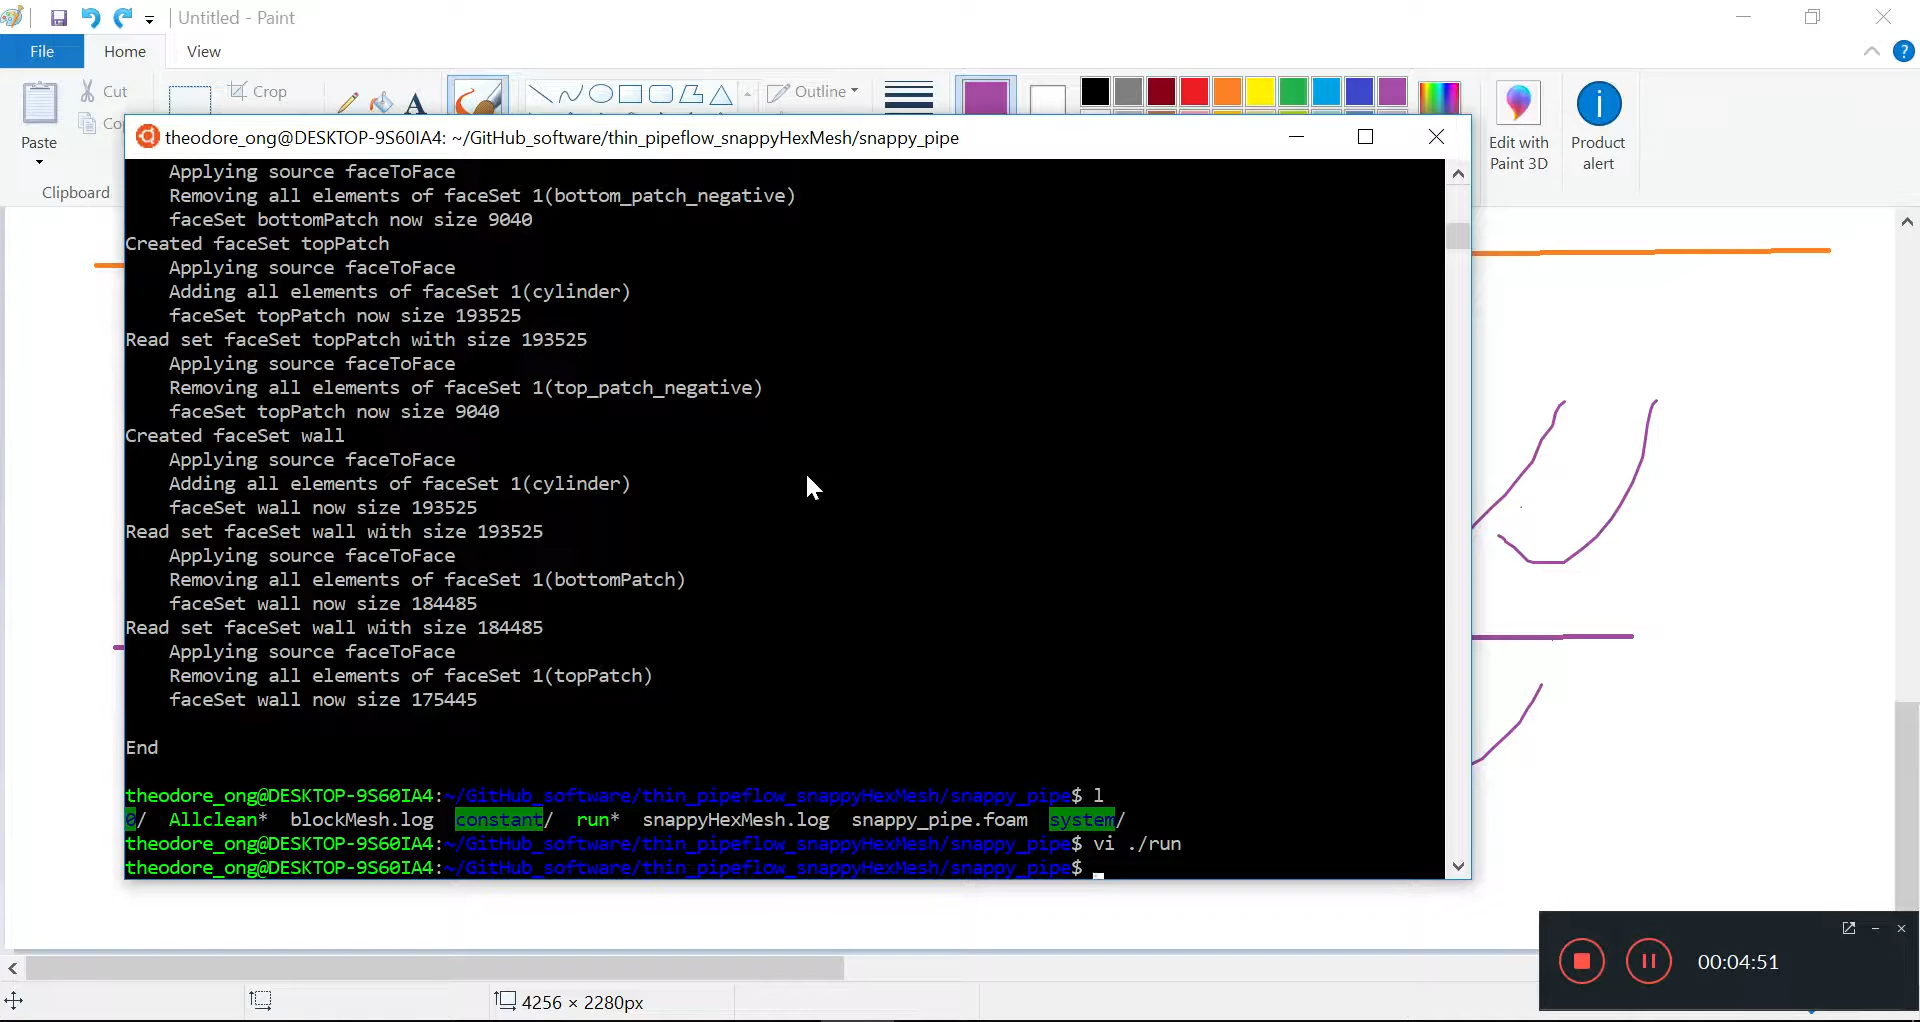 Untitled - Paint
File
Home
View
Paste
Cut
Crop
A
Outline
Edit with
Paint 3D
Product
alert
Clipboard
theodore_ong@DESKTOP-9S60IA4: ~/GitHub_software/thin_pipeflow_snappyHexMesh/snappy_pipe
Applying source faceToFace
Removing all elements of faceSet 1(bottom_patch_negative)
faceSet bottomPatch now size 9040
Created faceSet topPatch
Applying source faceToFace
Adding all elements of faceSet 1(cylinder)
faceSet topPatch now size 193525
Read set faceSet topPatch with size 193525
Applying source faceToFace
Removing all elements of faceSet 1(top_patch_negative)
faceSet topPatch now size 9040
Created faceSet wall
Applying source faceToFace
Adding all elements of faceSet 1(cylinder)
faceSet wall now size 193525
Read set faceSet wall with size 193525
Applying source faceToFace
Removing all elements of faceSet 1(bottomPatch)
faceSet wall now size 184485
Read set faceSet wall with size 184485
Applying source faceToFace
Removing all elements of faceSet 1(topPatch)
faceSet wall now size 175445
End
theodore_ong@DESKTOP-9S60IA4:~/GitHub_software/thin_pipeflow_snappyHexMesh/snappy_pipe$ l
0/ Allclean* blockMesh.log constant/ run* snappyHexMesh.log snappy_pipe.foam system/
theodore_ong@DESKTOP-9S60IA4:~/GitHub_software/thin_pipeflow_snappyHexMesh/snappy_pipe$ vi ./run
theodore_ong@DESKTOP-9S60IA4:~/GitHub_software/thin_pipeflow_snappyHexMesh/snappy_pipe$
00:04:51
4256 × 2280px